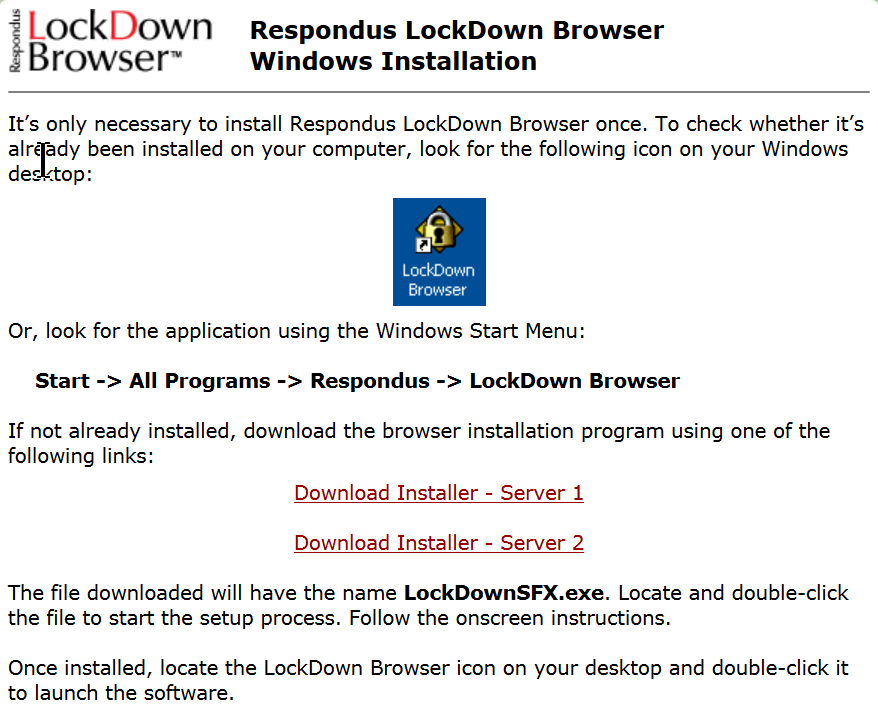 Respondus
LockDown
Browser™
Respondus LockDown Browser
Windows Installation
It’s only necessary to install Respondus LockDown Browser once. To check whether it’s
already been installed on your computer, look for the following icon on your Windows
desktop:
LockDown
Browser
Or, look for the application using the Windows Start Menu:
Start -> All Programs -> Respondus -> LockDown Browser
If not already installed, download the browser installation program using one of the
following links:
Download Installer - Server 1
Download Installer - Server 2
The file downloaded will have the name LockDownSFX.exe. Locate and double-click
the file to start the setup process. Follow the onscreen instructions.
Once installed, locate the LockDown Browser icon on your desktop and double-click it
to launch the software.